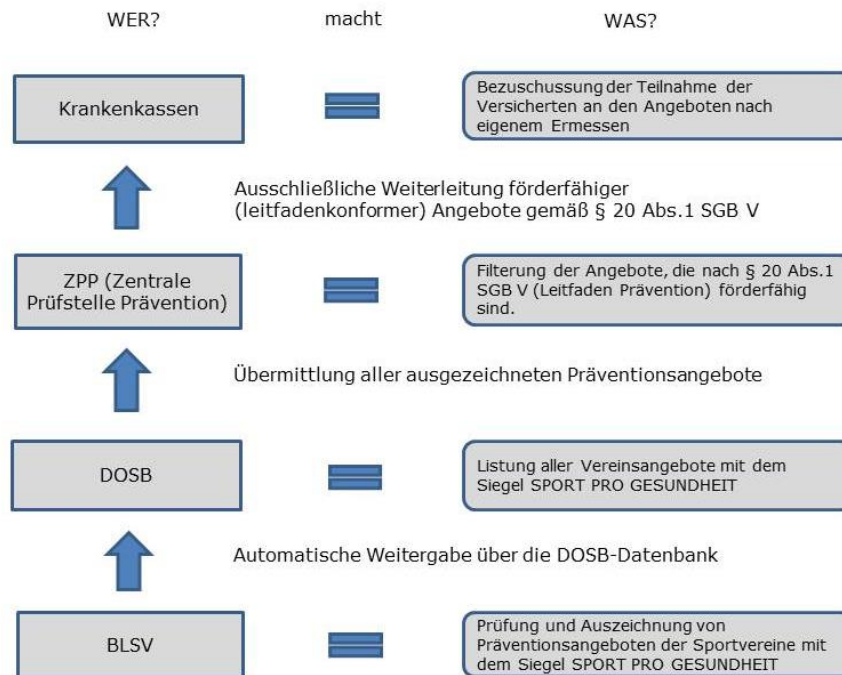 WER?
macht
WAS?
Krankenkassen
Bezuschussung der Teilnahme der
Versicherten an den Angeboten nach
eigenem Ermessen
Ausschließliche Weiterleitung förderfähiger
(leitfadenkonformer) Angebote gemäß § 20 Abs.1 SGB V
ZPP (Zentrale
Prüfstelle Prävention)
Filterung der Angebote, die nach § 20 Abs.1
SGB V (Leitfaden Prävention) förderfähig
sind.
Übermittlung aller ausgezeichneten Präventionsangebote
DOSB
Listung aller Vereinsangebote mit dem
Siegel SPORT PRO GESUNDHEIT
Automatische Weitergabe über die DOSB-Datenbank
BLSV
Prüfung und Auszeichnung von
Präventionsangeboten der Sportvereine mit
dem Siegel SPORT PRO GESUNDHEIT